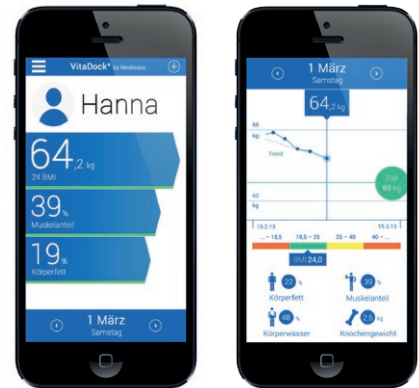 VitaDock+ by Medisana
Hanna
64,2 kg
24 BMI
39 %
Muskelanteil
19 %
Körperfett
1 März
Samstag
1 März
Samstag
64,2 kg
66
kg
Trend
Ziel
63 kg
62
kg
15.2.13 15.3.13
... – 18,5 18,5 – 25 25 – 40 40 – ...
BMI 24,0
22 % 39 %
Körperfett Muskelanteil
46 % 2,6 kg
Körperwasser Knochengewicht